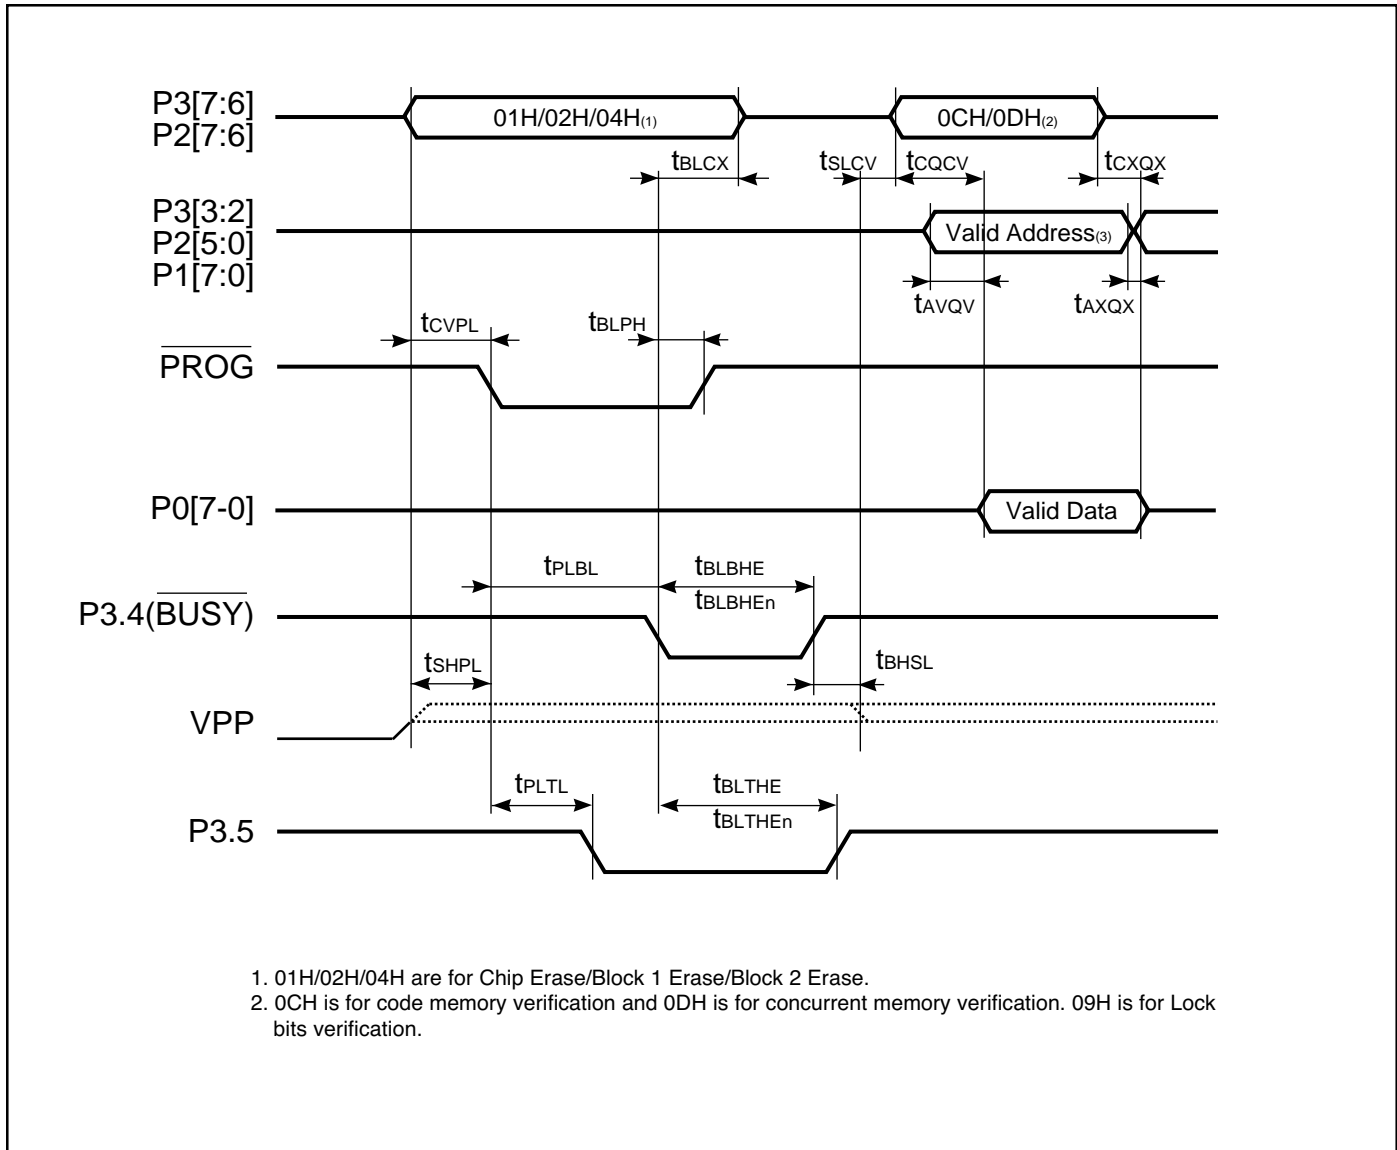 P3[7:6]
P2[7:6]
01H/02H/04H(1)
0CH/0DH(2)
tBLCX
tSLCV
tCQCV
tCXQX
P3[3:2]
P2[5:0]
P1[7:0]
Valid Address(3)
tAVQV
tAXQX
tCVPL
tBLPH
PROG
P0[7-0]
Valid Data
tPLBL
tBLBHE
tBLBHEn
P3.4(BUSY)
tSHPL
tBHSL
VPP
tPLTL
tBLTHE
tBLTHEn
P3.5
1. 01H/02H/04H are for Chip Erase/Block 1 Erase/Block 2 Erase.
2. 0CH is for code memory verification and 0DH is for concurrent memory verification. 09H is for Lock
bits verification.